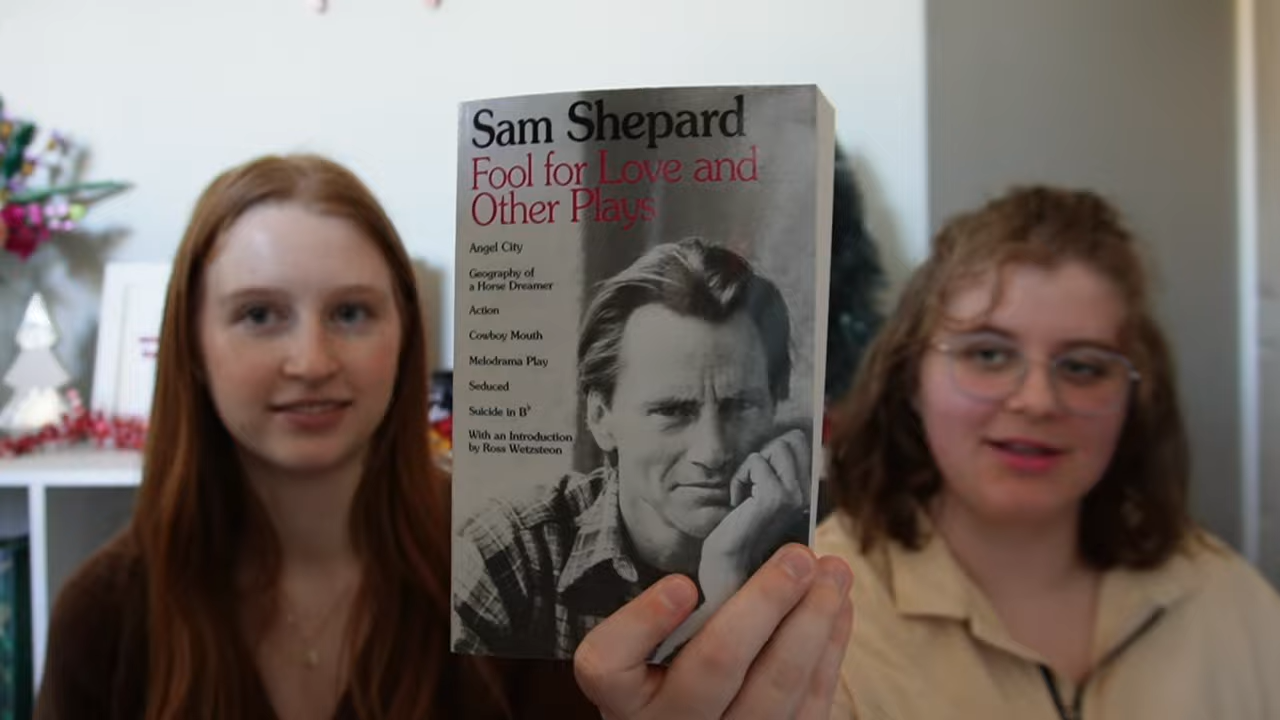 Sam Shepard
Fool for Love and
Other Plays
Angel City
Geography of
a Horse Dreamer
Action
Cowboy Mouth
Melodrama Play
Seduced
Suicide in B♭
With an Introduction
by Ross Wetzsteon